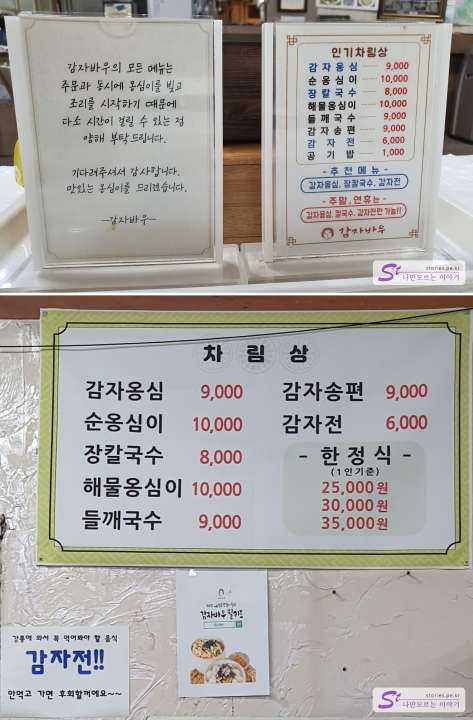 감자바우의 모든 메뉴는
주문과 동시에 옹심이를 빚고
조리를 시작하기 때문에
다소 시간이 걸릴 수 있는 점
양해 부탁드립니다.
기다려주셔서 감사합니다.
맛있는 옹심이를 드리겠습니다.
-감자바우-
인기차림상
감자옹심 9,000
순옹심이 10,000
장칼국수 8,000
해물옹심이 10,000
들깨국수 9,000
감자송편 9,000
감자전 6,000
공기밥 1,000
- 추천메뉴 -
감자옹심, 장칼국수, 감자전
- 주말, 연휴는 -
감자옹심, 칼국수, 감자전만 가능!!
감자바우
St stories.pe.kr
나만모르는 이야기
차림상
감자옹심 9,000
순옹심이 10,000
장칼국수 8,000
해물옹심이 10,000
들깨국수 9,000
감자송편 9,000
감자전 6,000
- 한정식 -
(1인기준)
25,000원
30,000원
35,000원
강릉에 와서 꼭 먹어봐야 할 음식
감자전!!
안먹고 가면 후회할꺼에요~~
감자바우
St stories.pe.kr
나만모르는 이야기